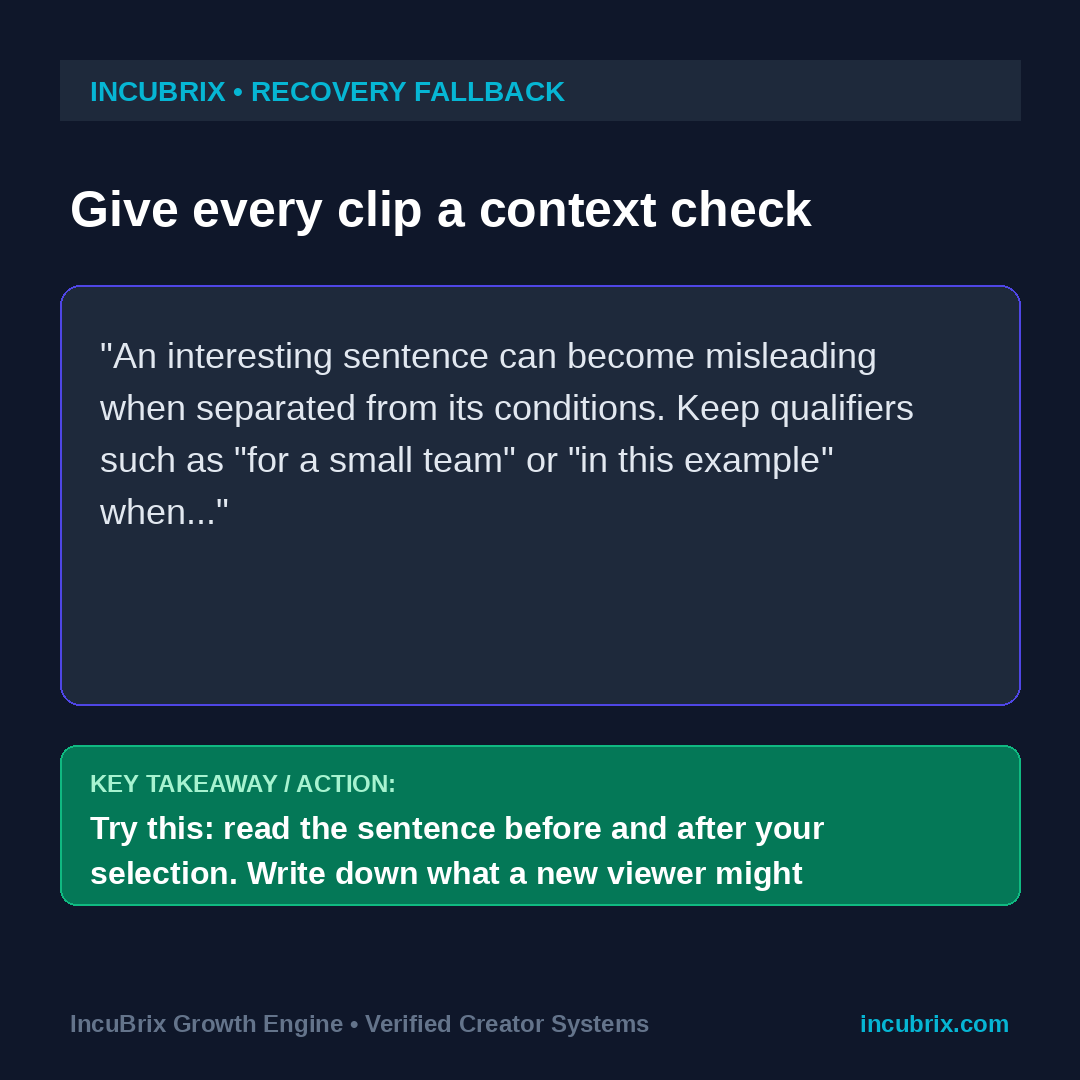 INCUBRIX • RECOVERY FALLBACK
Give every clip a context check
"An interesting sentence can become misleading
when separated from its conditions. Keep qualifiers
such as "for a small team" or "in this example"
when..."
KEY TAKEAWAY / ACTION:
Try this: read the sentence before and after your
selection. Write down what a new viewer might
IncuBrix Growth Engine • Verified Creator Systems
incubrix.com